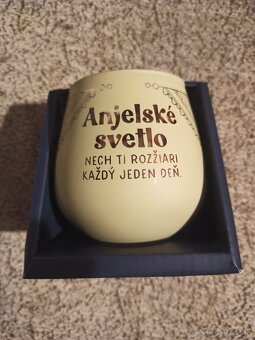 Anjelské
svetlo
NECH TI ROZŽIARI
KAŽDÝ JEDEN DEŇ.